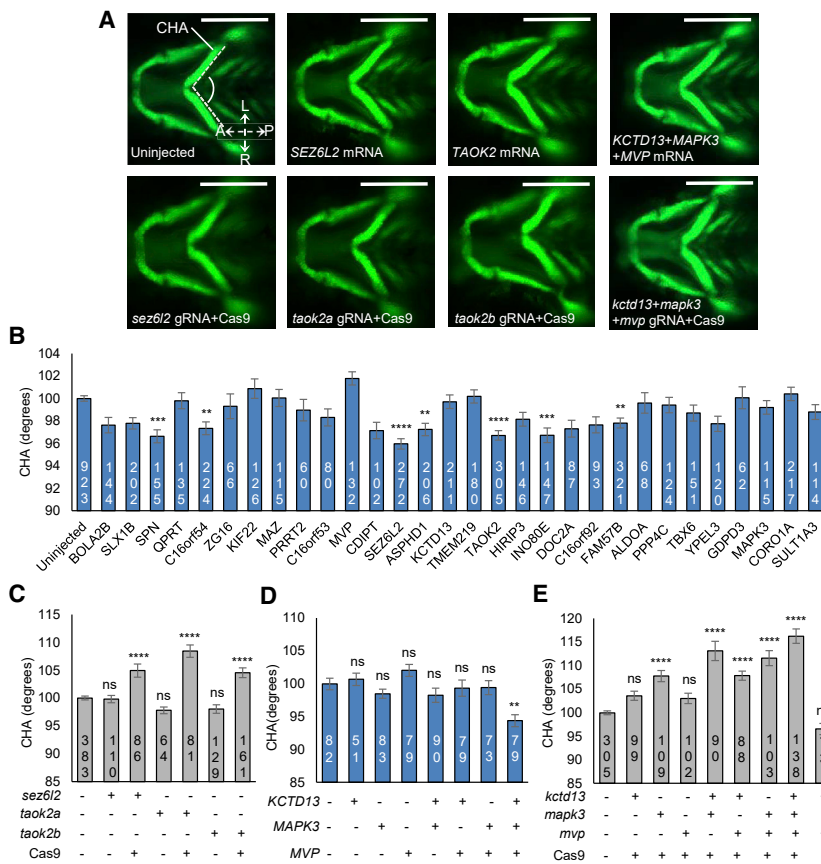 A
CHA
L
A P
R
Uninjected
SEZ6L2 mRNA
TAOK2 mRNA
KCTD13+MAPK3
+MVP mRNA
sez6l2 gRNA+Cas9
taok2a gRNA+Cas9
taok2b gRNA+Cas9
kctd13+mapk3
+mvp gRNA+Cas9
B
CHA (degrees)
104
102
100
98
96
94
92
90
*** ** **** ** **** *** **
923 144 202 155 135 224 66 126 115 60 80 132 102 272 206 211 180 305 146 147 87 93 321 68 124 151 120 62 115 217 114
Uninjected BOLA2B SLX1B SPN QPRT C16orf54 ZG16 KIF22 MAZ PRRT2 C16orf53 MVP CDIPT SEZ6L2 ASPHD1 KCTD13 TMEM219 TAOK2 HIRIP3 INO80E DOC2A C16orf92 FAM57B ALDOA PPP4C TBX6 YPEL3 GDPD3 MAPK3 CORO1A SULT1A3
C
CHA(degrees)
115
110
105
100
95
90
85
ns **** ns **** ns ****
383 110 86 64 81 129 161
sez6l2 - + + - - - -
taok2a - - - + + - -
taok2b - - - - - + +
Cas9 - - + - + - +
D
CHA(degrees)
110
105
100
95
90
85
ns ns ns ns ns ns **
82 51 83 79 90 79 73 79
KCTD13 - + - - + + - +
MAPK3 - - + - + - + +
MVP - - - + - + + +
E
CHA (degrees)
120
115
110
105
100
95
90
85
ns **** ns **** **** **** ****
305 99 109 102 90 88 103 138
kctd13 - + - - + + - +
mapk3 - - + - + - + +
mvp - - - + - + + +
Cas9 - + + + + + + +